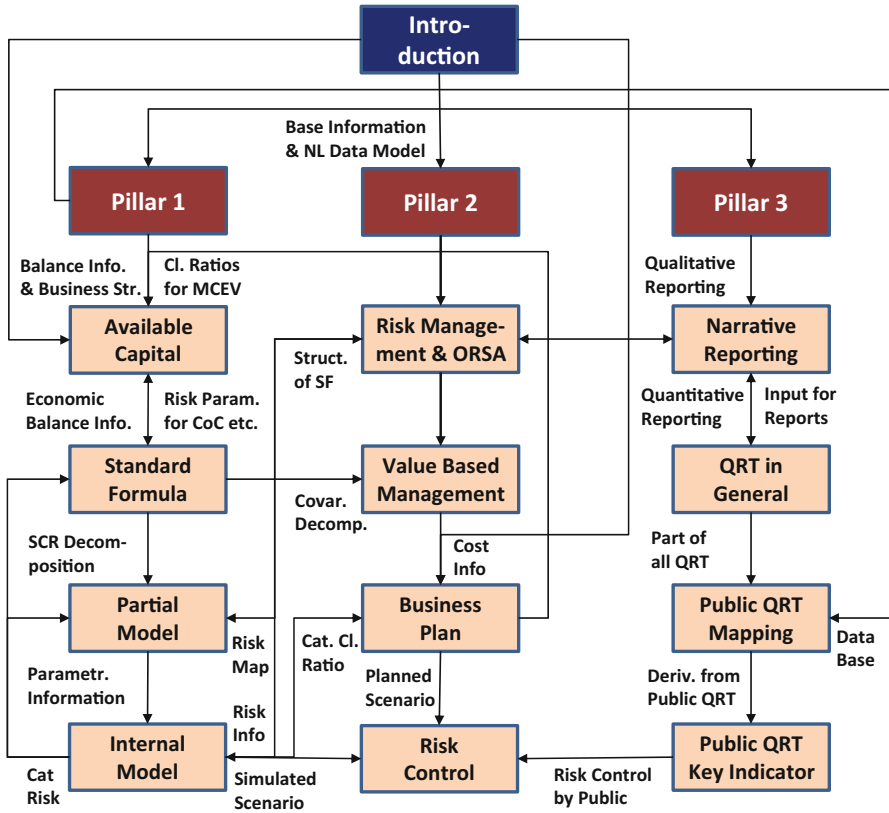 Intro-
duction
Base Information
& NL Data Model
Pillar 1
Pillar 2
Pillar 3
Balance Info.
& Business Str.
Cl. Ratios
for MCEV
Qualitative
Reporting
Available
Capital
Risk Manage-
ment & ORSA
Narrative
Reporting
Struct.
of SF
Economic
Balance Info.
Risk Param.
for CoC etc.
Quantitative
Reporting
Input for
Reports
Standard
Formula
Value Based
Management
QRT in
General
Covar.
Decomp.
SCR Decom-
position
Cost
Info
Part of
all QRT
Partial
Model
Business
Plan
Public QRT
Mapping
Risk
Map
Cat. Cl.
Ratio
Data
Base
Parametr.
Information
Planned
Scenario
Deriv. from
Public QRT
Risk
Info
Internal
Model
Risk
Control
Public QRT
Key Indicator
Cat
Risk
Simulated
Scenario
Risk Control
by Public